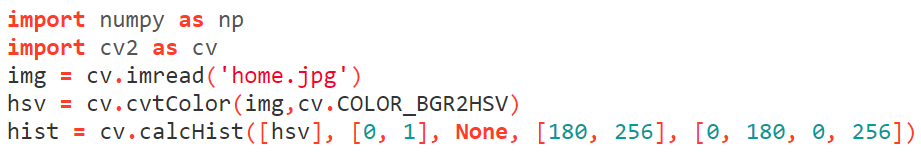 import numpy as np
import cv2 as cv
img = cv.imread('home.jpg')
hsv = cv.cvtColor(img,cv.COLOR_BGR2HSV)
hist = cv.calcHist([hsv], [0, 1], None, [180, 256], [0, 180, 0, 256])